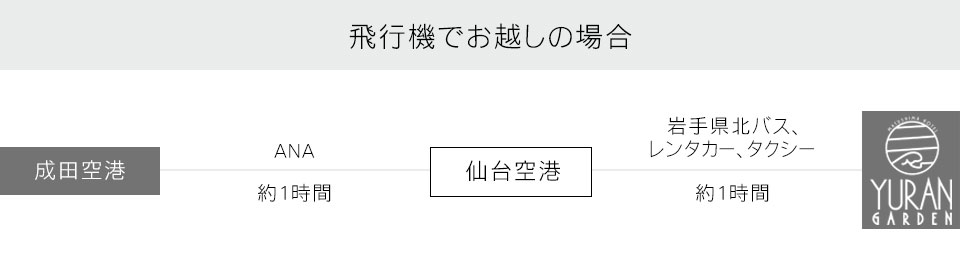 飛行機でお越しの場合
成田空港
ANA
約1時間
仙台空港
岩手県北バス、
レンタカー、タクシー
約1時間
MATSUSHIMA HOTEL
YURAN
GARDEN